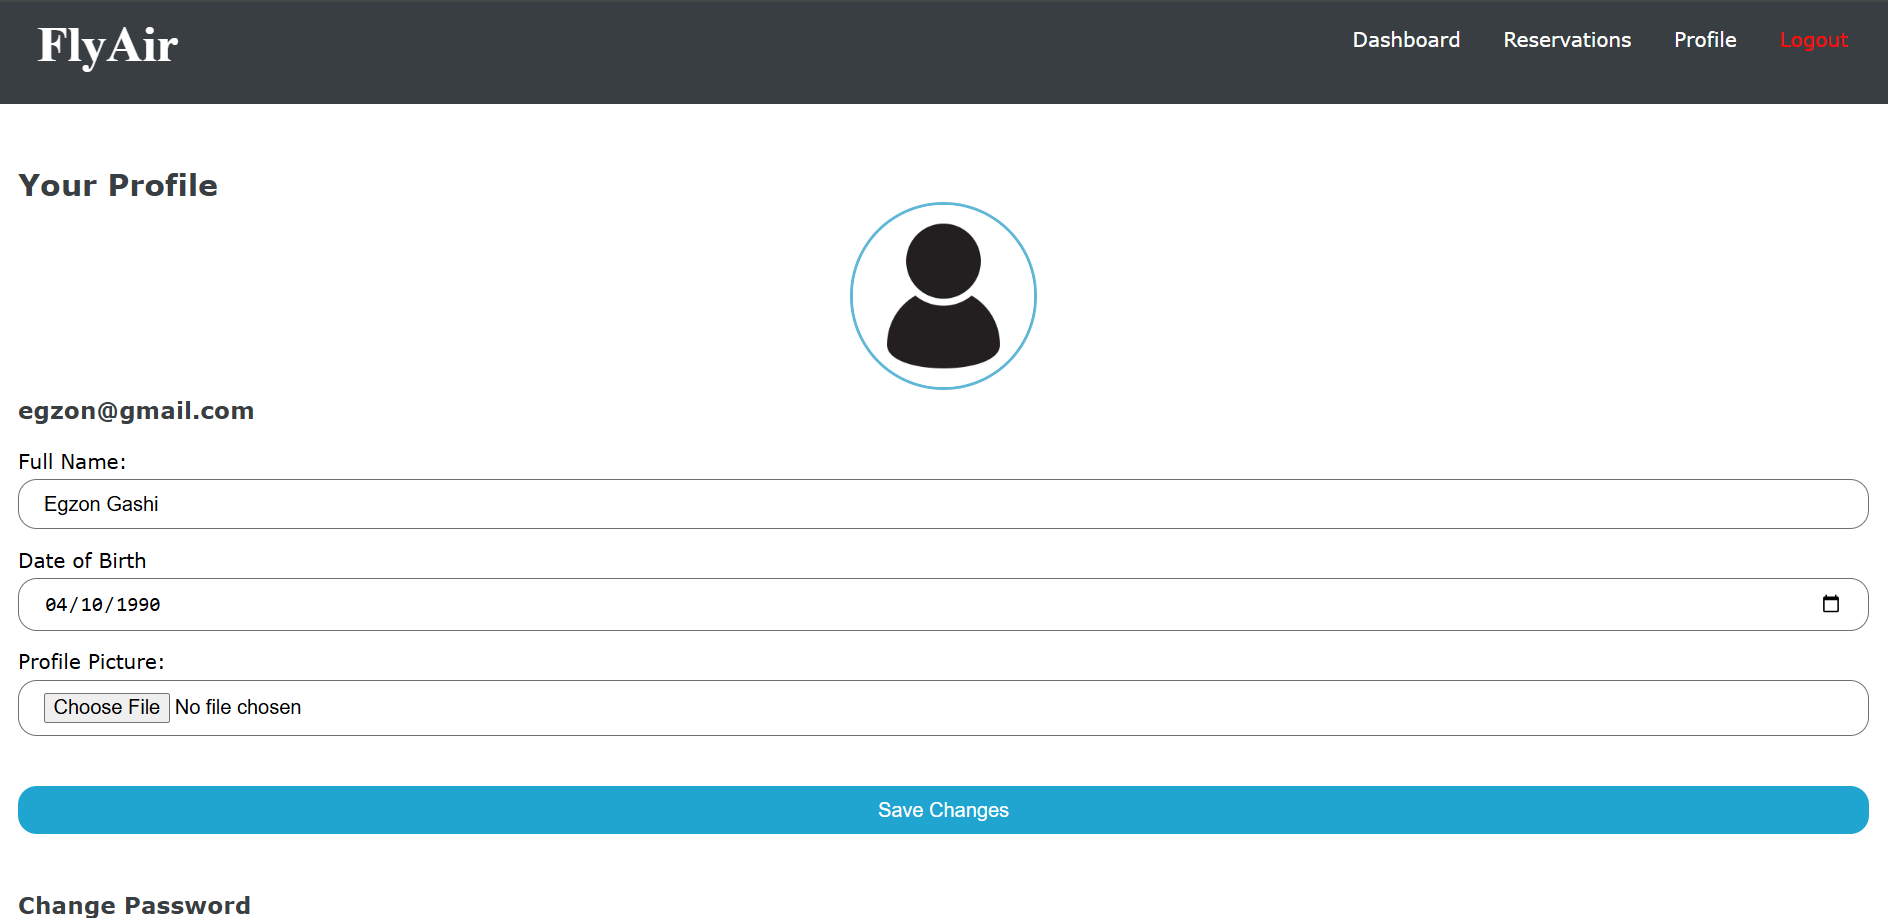 FlyAir
Dashboard Reservations Profile Logout
Your Profile
egzon@gmail.com
Full Name:
Egzon Gashi
Date of Birth
04/10/1990
Profile Picture:
Choose File No file chosen
Save Changes
Change Password